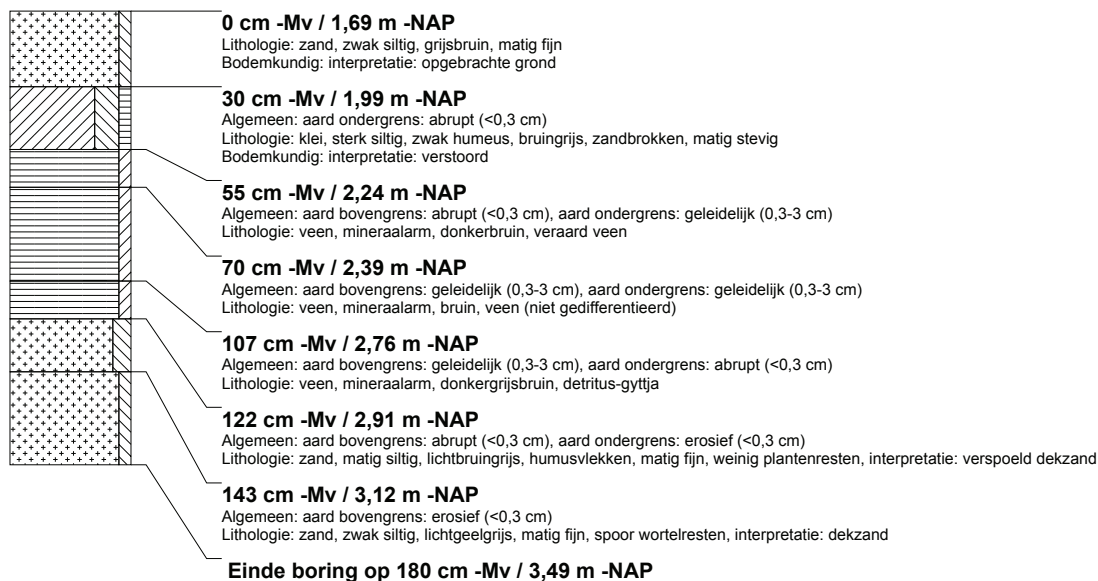 0 cm -Mv / 1,69 m -NAP
Lithologie: zand, zwak siltig, grijsbruin, matig fijn
Bodemkundig: interpretatie: opgebrachte grond
30 cm -Mv / 1,99 m -NAP
Algemeen: aard ondergrens: abrupt (<0,3 cm)
Lithologie: klei, sterk siltig, zwak humeus, bruingrijs, zandbrokken, matig stevig
Bodemkundig: interpretatie: verstoord
55 cm -Mv / 2,24 m -NAP
Algemeen: aard bovengrens: abrupt (<0,3 cm), aard ondergrens: geleidelijk (0,3-3 cm)
Lithologie: veen, mineraalarm, donkerbruin, veraard veen
70 cm -Mv / 2,39 m -NAP
Algemeen: aard bovengrens: geleidelijk (0,3-3 cm), aard ondergrens: geleidelijk (0,3-3 cm)
Lithologie: veen, mineraalarm, bruin, veen (niet gedifferentieerd)
107 cm -Mv / 2,76 m -NAP
Algemeen: aard bovengrens: geleidelijk (0,3-3 cm), aard ondergrens: abrupt (<0,3 cm)
Lithologie: veen, mineraalarm, donkergrijsbruin, detritus-gyttja
122 cm -Mv / 2,91 m -NAP
Algemeen: aard bovengrens: abrupt (<0,3 cm), aard ondergrens: erosief (<0,3 cm)
Lithologie: zand, matig siltig, lichtbruingrijs, humusvlekken, matig fijn, weinig plantenresten, interpretatie: verspoeld dekzand
143 cm -Mv / 3,12 m -NAP
Algemeen: aard bovengrens: erosief (<0,3 cm)
Lithologie: zand, zwak siltig, lichtgeelgrijs, matig fijn, spoor wortelresten, interpretatie: dekzand
Einde boring op 180 cm -Mv / 3,49 m -NAP